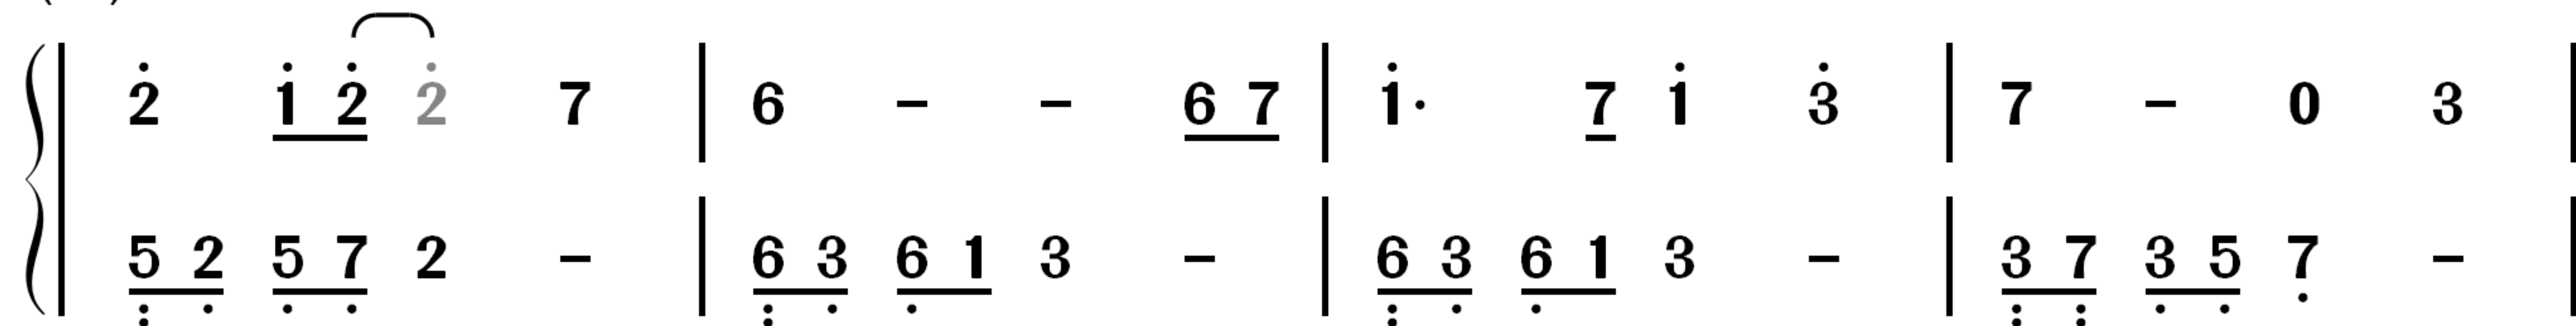 2̇ 1̇ 2̇ 2̇ 7 | 6 – – 6 7 | 1̇· 7 1̇ 3̇ | 7 – 0 3 |
5 2 5 7 2 – | 6 3 6 1 3 – | 6 3 6 1 3 – | 3 7 3 5 7 – |